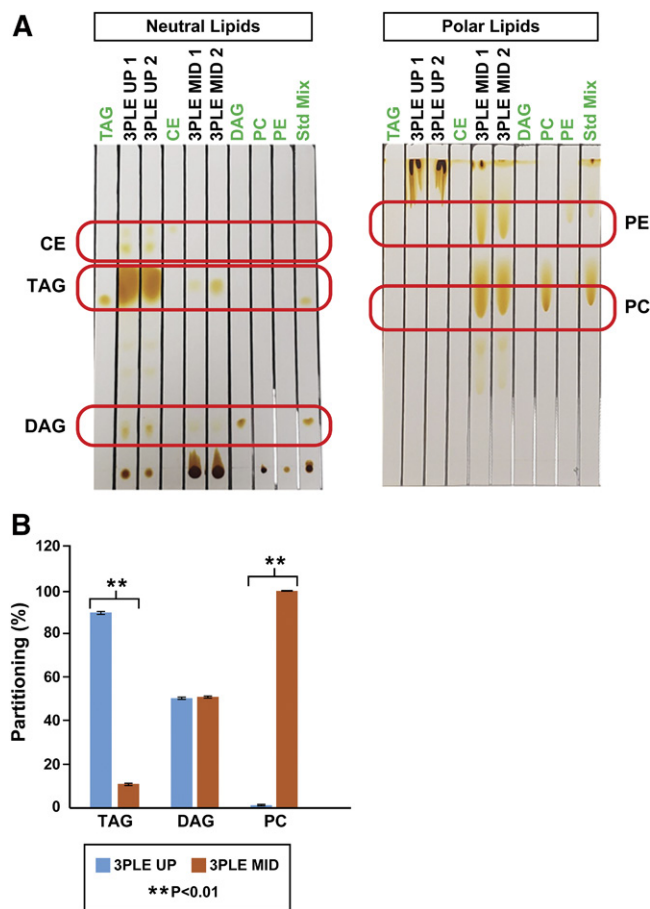 A
Neutral Lipids
Polar Lipids
TAG
3PLE UP 1
3PLE UP 2
CE
3PLE MID 1
3PLE MID 2
DAG
PC
PE
Std Mix
TAG
3PLE UP 1
3PLE UP 2
CE
3PLE MID 1
3PLE MID 2
DAG
PC
PE
Std Mix
CE
TAG
DAG
PE
PC
B
Partitioning (%)
120
100
80
60
40
20
0
**
**
TAG DAG PC
3PLE UP 3PLE MID
**P<0.01